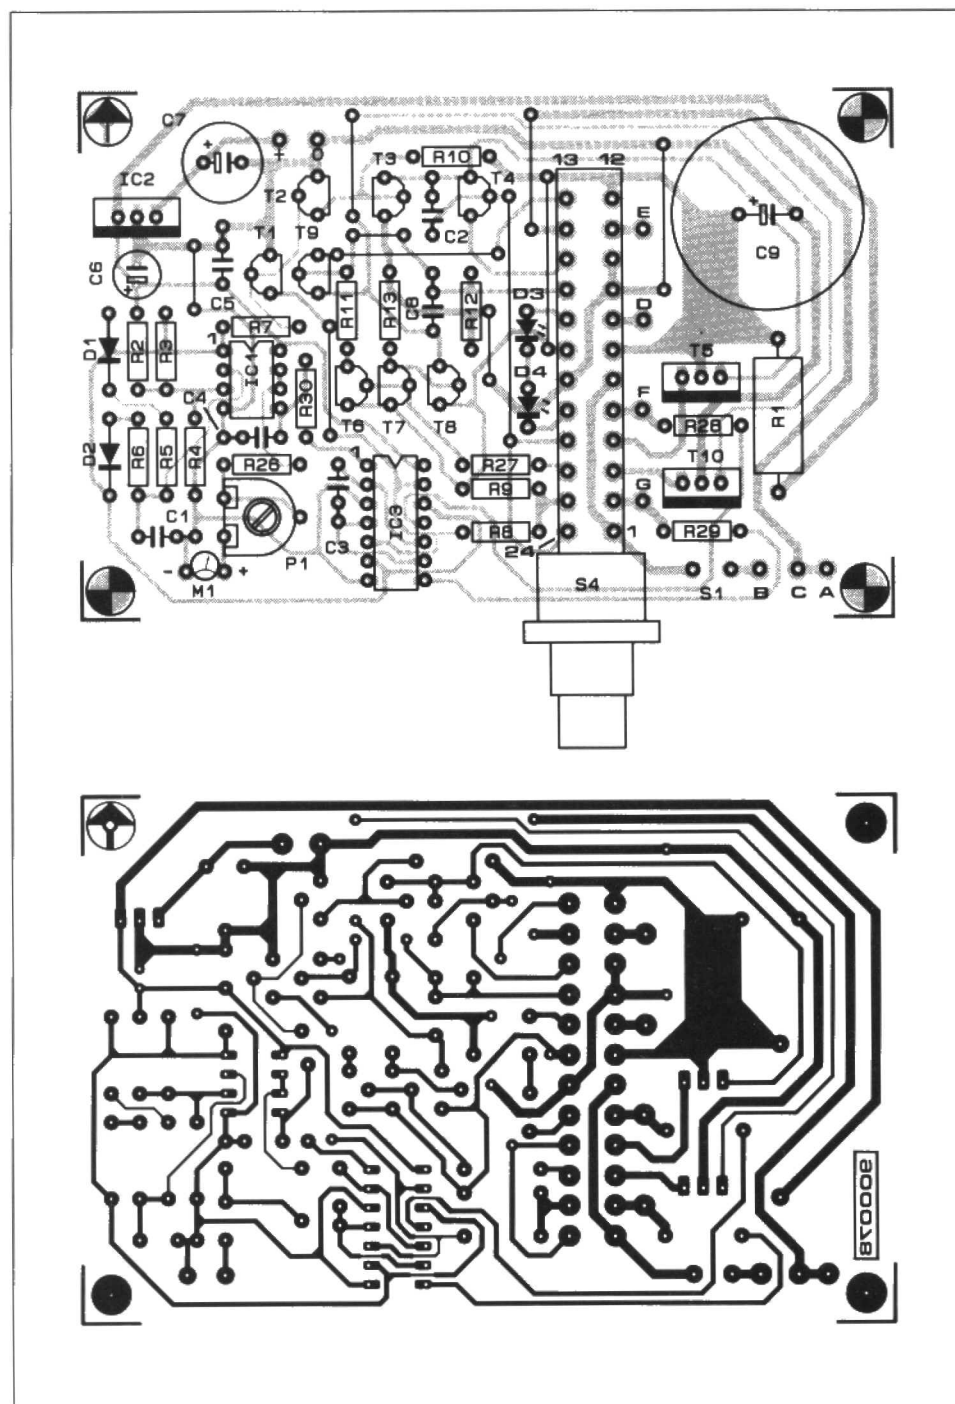 C7
+
+
0
T3
R10
13
12
T4
IC2
T2
E
C2
T1
T9
+
C9
C6
+
C5
R11
R13
C8
R12
D3
D
R7
1
D1
R2
R3
IC1
T5
D4
R1
C4
R30
F
T6
T7
T8
R28
D2
R6
R5
R4
R26
1
R27
T10
R9
G
C1
C3
IC3
R8
R29
P1
24
1
-
+
M1
S4
S1
B
C
A
900078